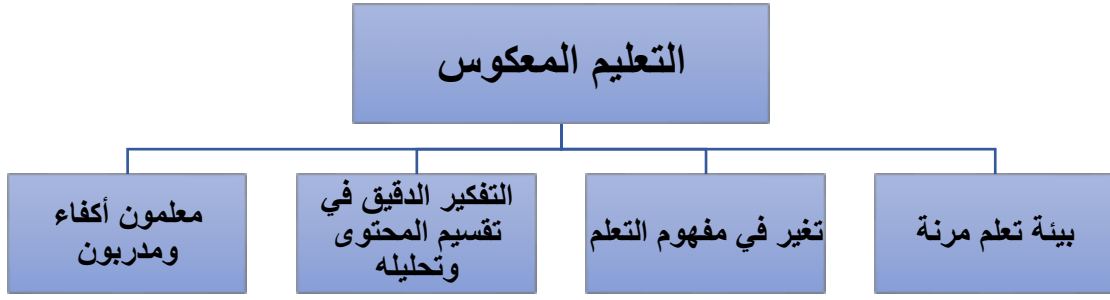 التعليم المعكوس
بيئة تعلم مرنة
تغير في مفهوم التعلم
التفكير الدقيق في
تقسيم المحتوى
وتحليله
معلمون أكفاء
ومدربون